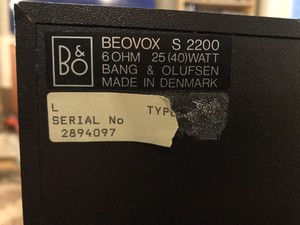 B&O
BEOVOX S 2200
6 OHM 25(40)WATT
BANG & OLUFSEN
MADE IN DENMARK
L TYPE
SERIAL No
2894097